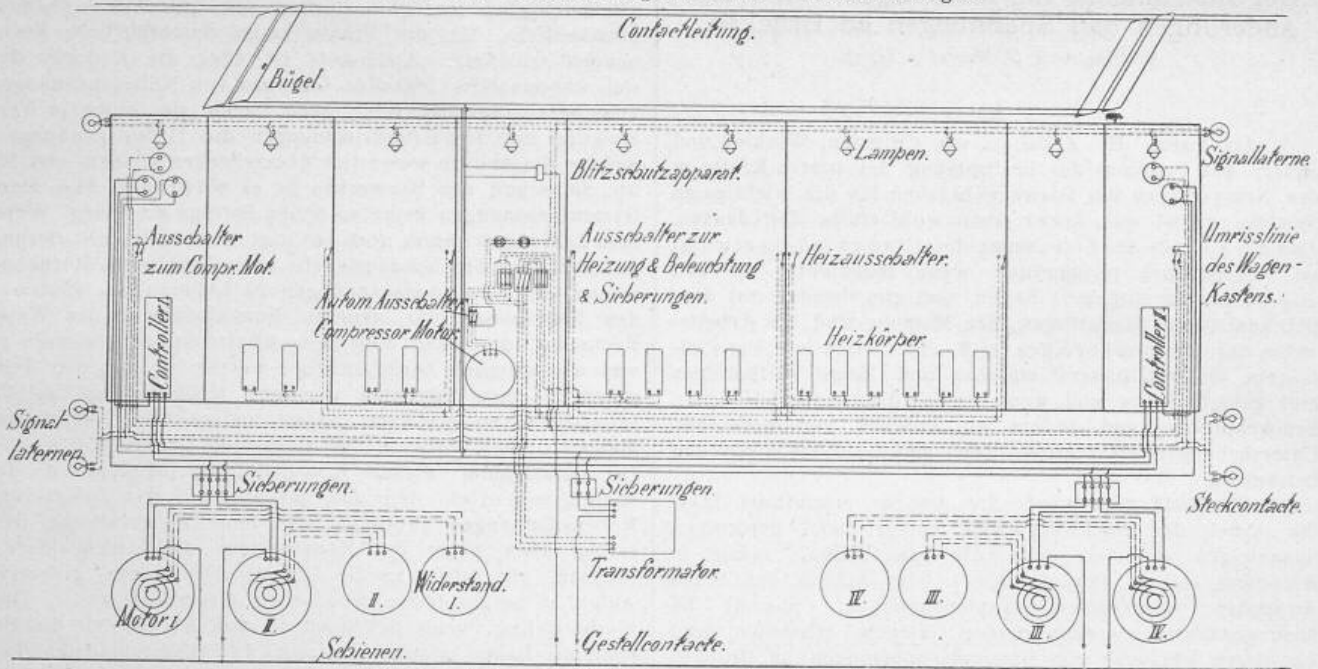 Contactleitung.
Bügel.
Lampen.
Signallaterne.
Blitzschutzapparat.
Ausschalter
zum Compr. Mot.
Ausschalter zur
Heizung & Beleuchtung
& Sicherungen.
Heizausschalter.
Umrisslinie
des Wagen-
Kastens.
Autom Ausschalter
Compressor Motor.
Controller I.
Heizkörper.
Controller II.
Signal-
laternen.
Sicherungen.
Sicherungen.
Steckcontacte.
Transformator.
Motor I
II.
II.
Widerstand.
I.
IV.
III.
III.
IV.
Schienen.
Gestellcontacte.